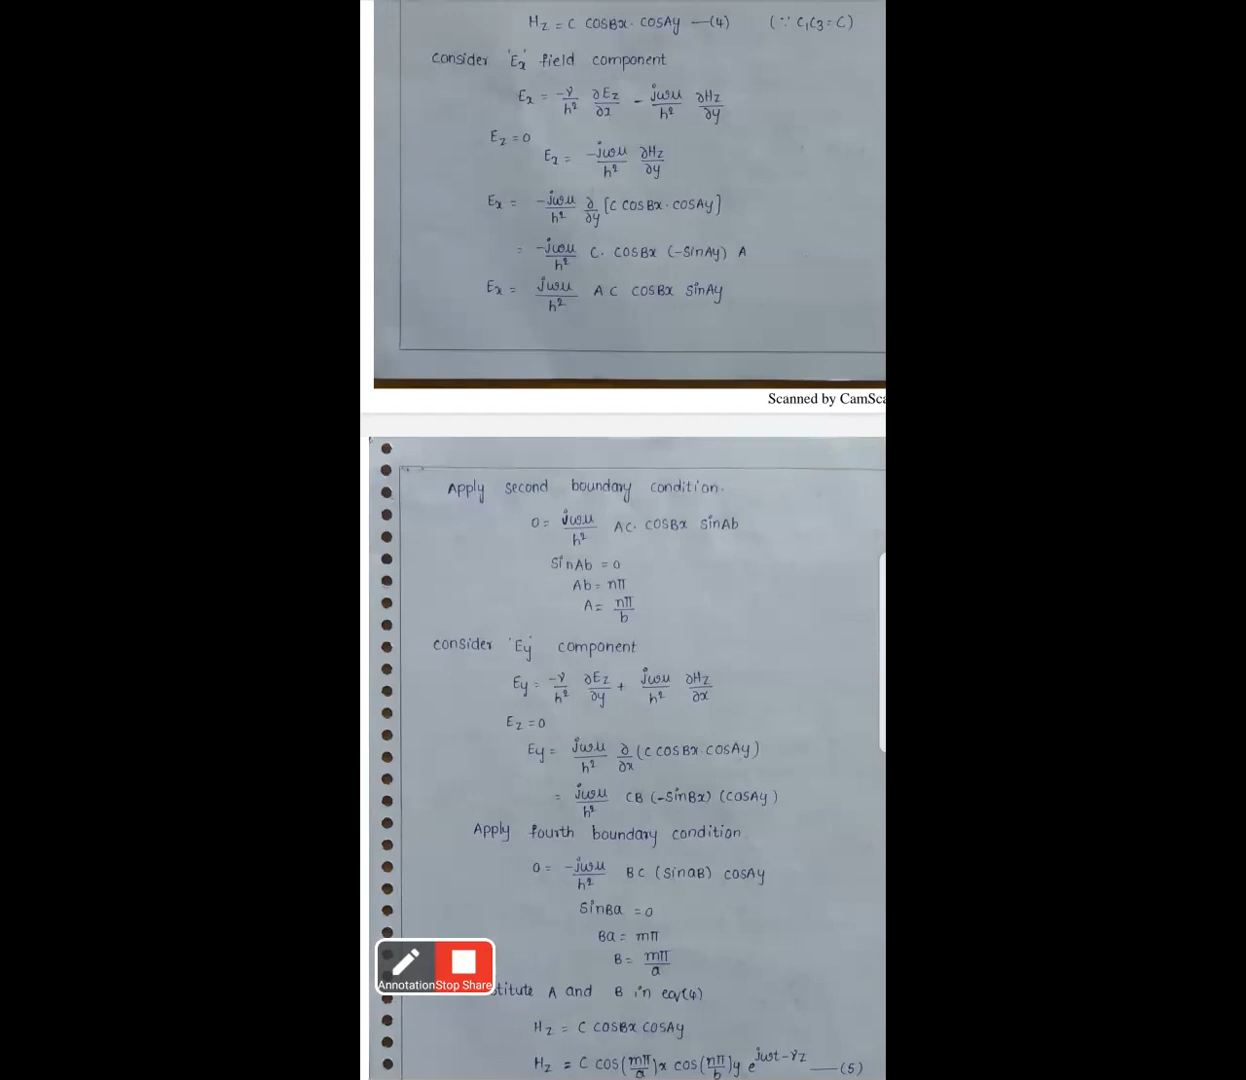 Hz = C cosBx. cosAy —(4) (∵ C1C3 = C)
consider 'Ex' field component
Ex = -γ/h² ∂Ez/∂x - jωμ/h² ∂Hz/∂y
Ez = 0
Ex = -jωμ/h² ∂Hz/∂y
Ex = -jωμ/h² ∂/∂y [C cosBx. cosAy]
= -jωμ/h² C. cosBx (-sinAy) A
Ex = jωμ/h² AC cosBx sinAy
Scanned by CamSca
Apply second boundary condition.
0 = jωμ/h² AC. cosBx sinAb
sinAb = 0
Ab = nπ
A = nπ/b
consider 'Ey' component
Ey = -γ/h² ∂Ez/∂y + jωμ/h² ∂Hz/∂x
Ez = 0
Ey = jωμ/h² ∂/∂x (C cosBx. cosAy)
= jωμ/h² CB (-sinBx) (cosAy)
Apply fourth boundary condition
0 = -jωμ/h² BC (sinaB) cosAy
sinBa = 0
Ba = mπ
B = mπ/a
Annotation Stop Share
stitute A and B in eqv(4)
Hz = C cosBx cosAy
Hz = C cos(mπ/a)x cos(nπ/b)y e^jωt-γz —(5)